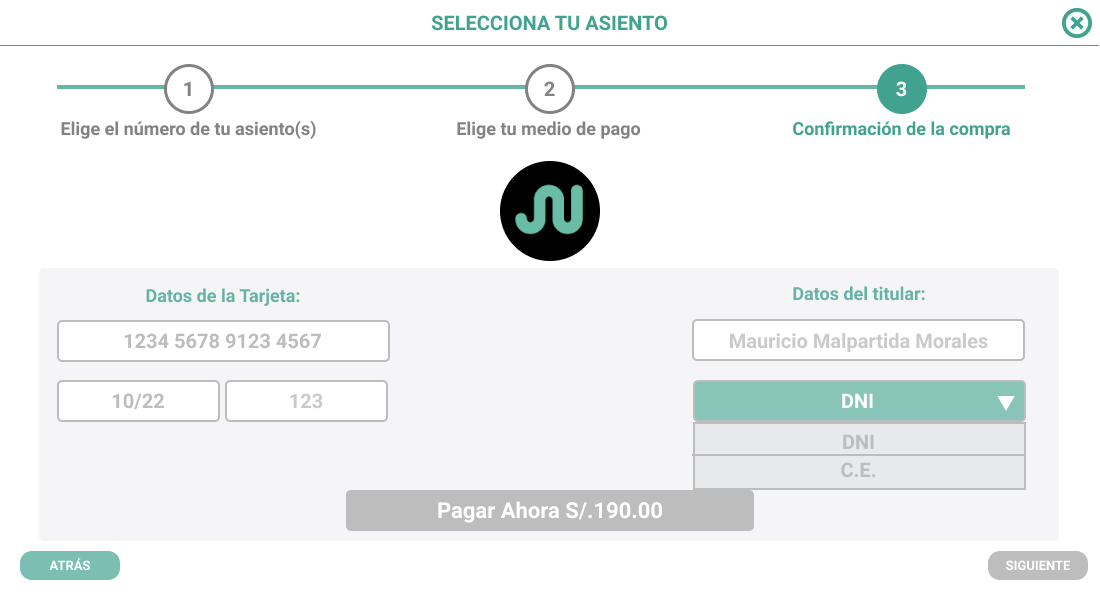 SELECCIONA TU ASIENTO
1
2
3
Elige el número de tu asiento(s)
Elige tu medio de pago
Confirmación de la compra
Datos de la Tarjeta:
Datos del titular:
1234 5678 9123 4567
Mauricio Malpartida Morales
10/22
123
DNI
DNI
C.E.
Pagar Ahora S/.190.00
ATRÁS
SIGUIENTE